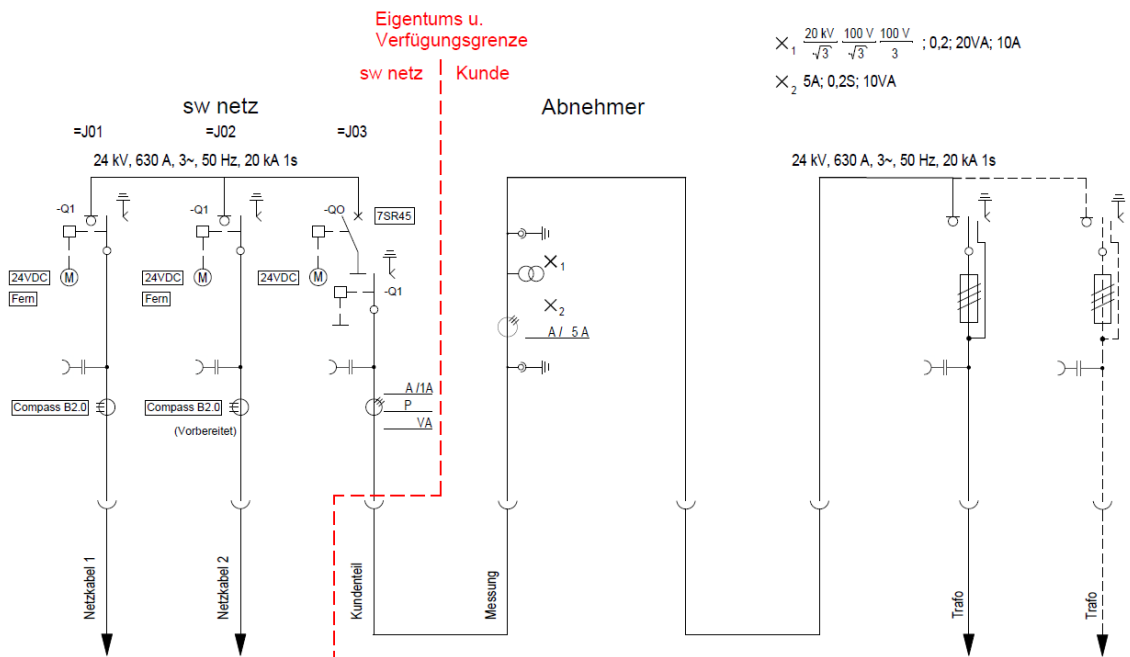 Eigentums u.
Verfügungsgrenze
sw netz
Kunde
X1 20 kV/√3 100 V/√3 100 V/3 ; 0,2; 20VA; 10A
X2 5A; 0,2S; 10VA
sw netz
Abnehmer
=J01
=J02
=J03
24 kV, 630 A, 3~, 50 Hz, 20 kA 1s
24 kV, 630 A, 3~, 50 Hz, 20 kA 1s
-Q1
-Q1
-Q0
7SR45
24VDC
M
24VDC
M
24VDC
M
Fern
Fern
-Q1
X1
X2
A / 5 A
A /1A
P
VA
Compass B2.0
Compass B2.0
(Vorbereitet)
Netzkabel 1
Netzkabel 2
Kundenteil
Messung
Trafo
Trafo